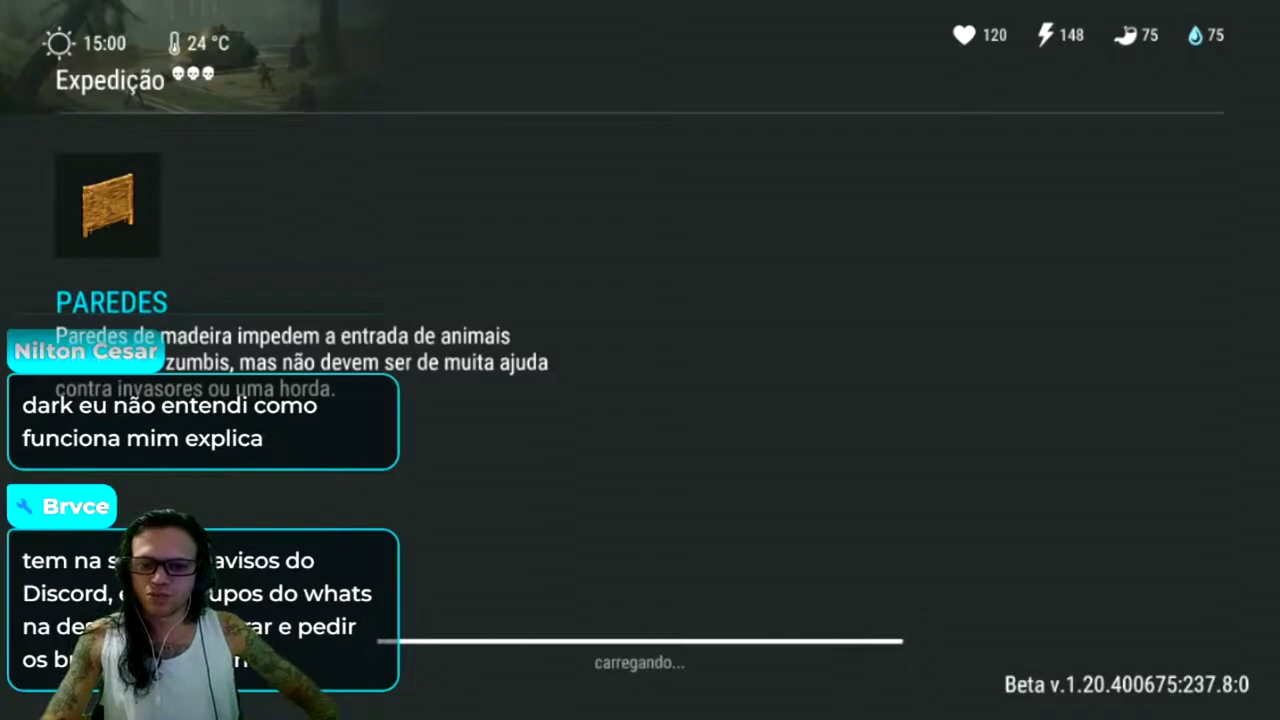 15:00 24 °C
120 148 75 75
Expedição
PAREDES
Paredes de madeira impedem a entrada de animais
zumbis, mas não devem ser de muita ajuda
contra invasores ou uma horda.
Nilton Cesar
dark eu não entendi como
funciona mim explica
Brvce
tem na avisos do
Discord, upos do whats
na e pedir
os
carregando...
Beta v.1.20.400675:237.8:0